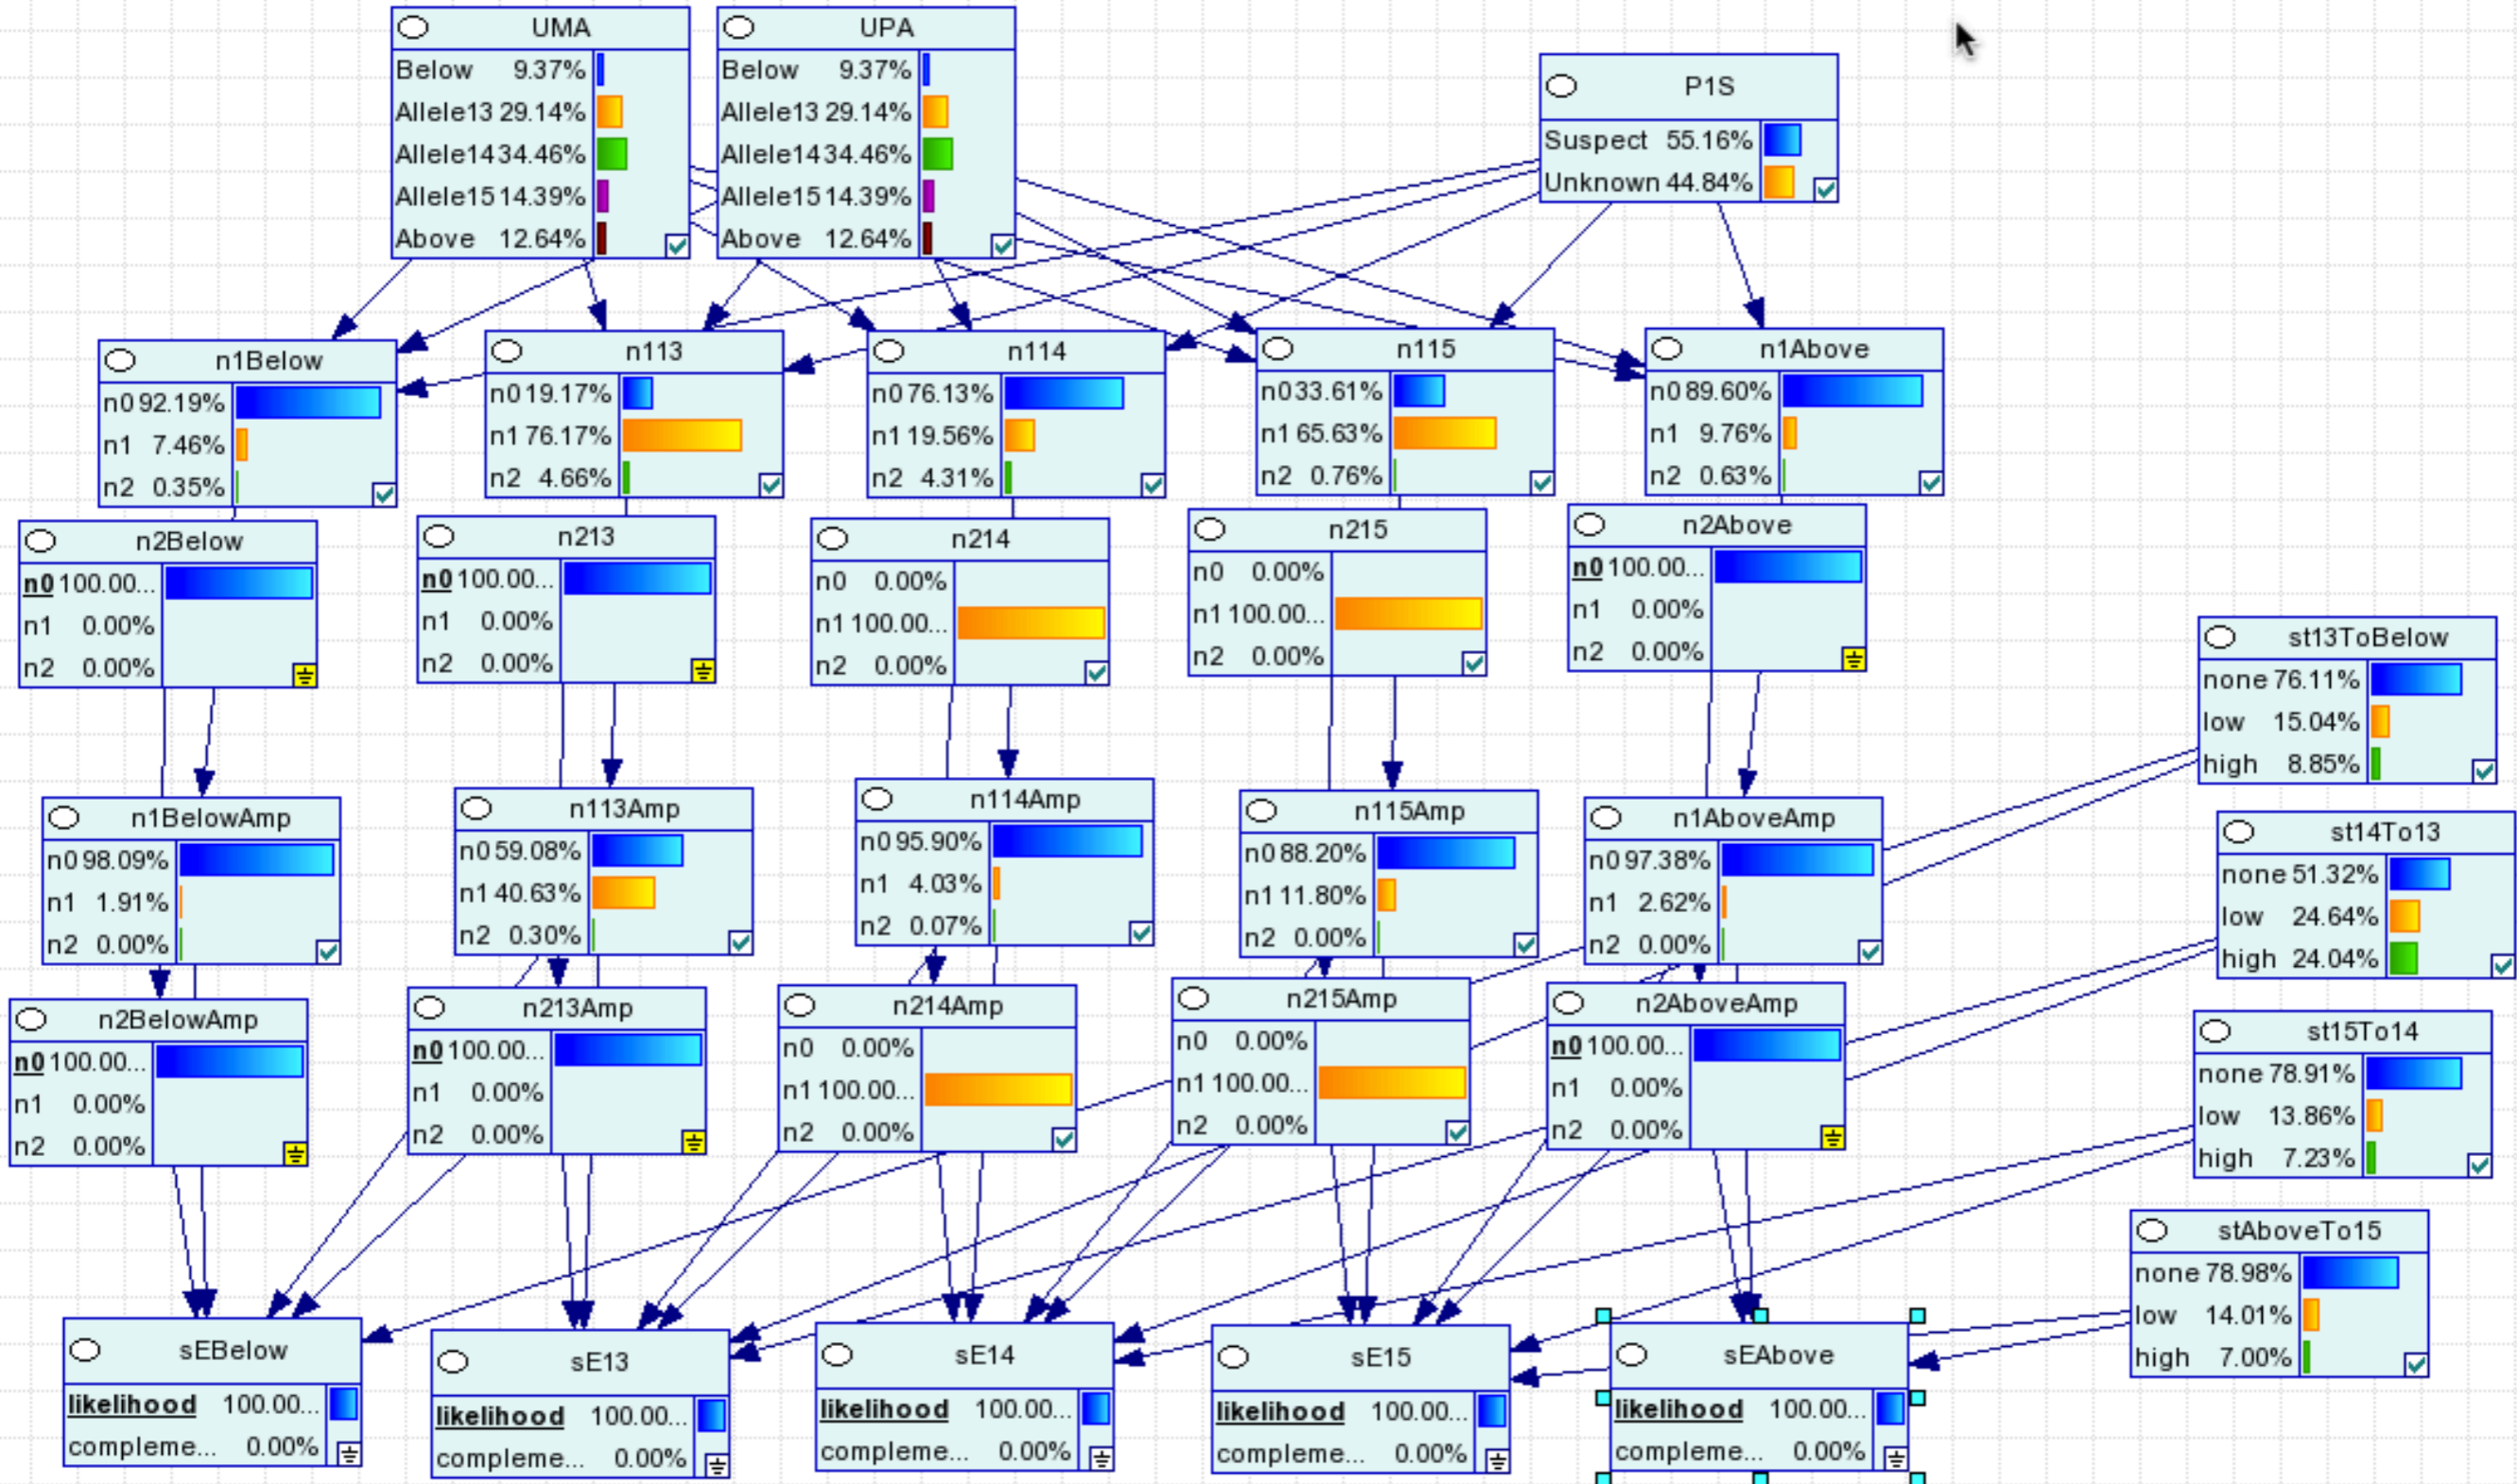 UMA
Below 9.37%
Allele13 29.14%
Allele14 34.46%
Allele15 14.39%
Above 12.64%
UPA
Below 9.37%
Allele13 29.14%
Allele14 34.46%
Allele15 14.39%
Above 12.64%
P1S
Suspect 55.16%
Unknown 44.84%
n1Below
n0 92.19%
n1 7.46%
n2 0.35%
n113
n0 19.17%
n1 76.17%
n2 4.66%
n114
n0 76.13%
n1 19.56%
n2 4.31%
n115
n0 33.61%
n1 65.63%
n2 0.76%
n1Above
n0 89.60%
n1 9.76%
n2 0.63%
n2Below
n0 100.00...
n1 0.00%
n2 0.00%
n213
n0 100.00...
n1 0.00%
n2 0.00%
n214
n0 0.00%
n1 100.00...
n2 0.00%
n215
n0 0.00%
n1 100.00...
n2 0.00%
n2Above
n0 100.00...
n1 0.00%
n2 0.00%
st13ToBelow
none 76.11%
low 15.04%
high 8.85%
n1BelowAmp
n0 98.09%
n1 1.91%
n2 0.00%
n113Amp
n0 59.08%
n1 40.63%
n2 0.30%
n114Amp
n0 95.90%
n1 4.03%
n2 0.07%
n115Amp
n0 88.20%
n1 11.80%
n2 0.00%
n1AboveAmp
n0 97.38%
n1 2.62%
n2 0.00%
st14To13
none 51.32%
low 24.64%
high 24.04%
n2BelowAmp
n0 100.00...
n1 0.00%
n2 0.00%
n213Amp
n0 100.00...
n1 0.00%
n2 0.00%
n214Amp
n0 0.00%
n1 100.00...
n2 0.00%
n215Amp
n0 0.00%
n1 100.00...
n2 0.00%
n2AboveAmp
n0 100.00...
n1 0.00%
n2 0.00%
st15To14
none 78.91%
low 13.86%
high 7.23%
stAboveTo15
none 78.98%
low 14.01%
high 7.00%
sEBelow
likelihood 100.00...
compleme... 0.00%
sE13
likelihood 100.00...
compleme... 0.00%
sE14
likelihood 100.00...
compleme... 0.00%
sE15
likelihood 100.00...
compleme... 0.00%
sEAbove
likelihood 100.00...
compleme... 0.00%